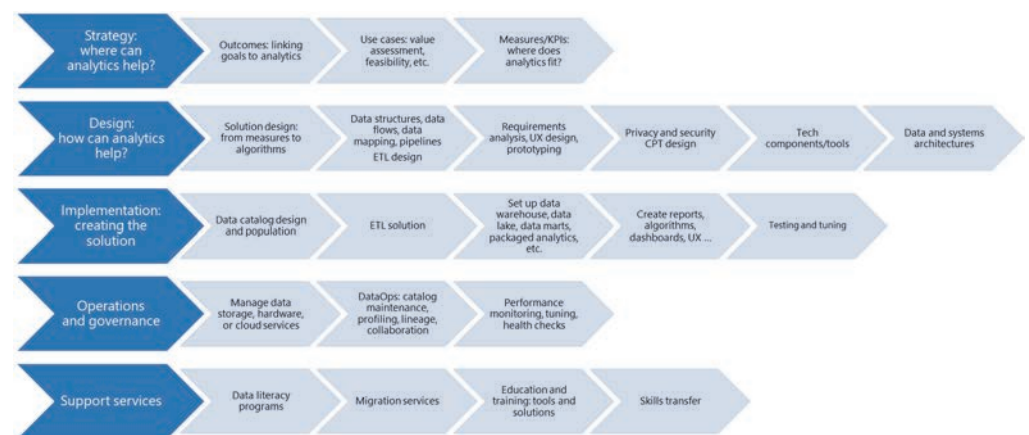 Strategy:
where can
analytics help?
Outcomes: linking
goals to analytics
Use cases: value
assessment,
feasibility, etc.
Measures/KPIs:
where does
analytics fit?
Design:
how can analytics
help?
Solution design:
from measures to
algorithms
Data structures, data
flows, data
mapping, pipelines
ETL design
Requirements
analysis, UX design,
prototyping
Privacy and security
CPT design
Tech
components/tools
Data and systems
architectures
Implementation:
creating the
solution
Data catalog design
and population
ETL solution
Set up data
warehouse, data
lake, data marts,
packaged analytics,
etc.
Create reports,
algorithms,
dashboards, UX ...
Testing and tuning
Operations
and governance
Manage data
storage, hardware,
or cloud services
DataOps: catalog
maintenance,
profiling, lineage,
collaboration
Performance
monitoring, tuning,
health checks
Support services
Data literacy
programs
Migration services
Education and
training: tools and
solutions
Skills transfer